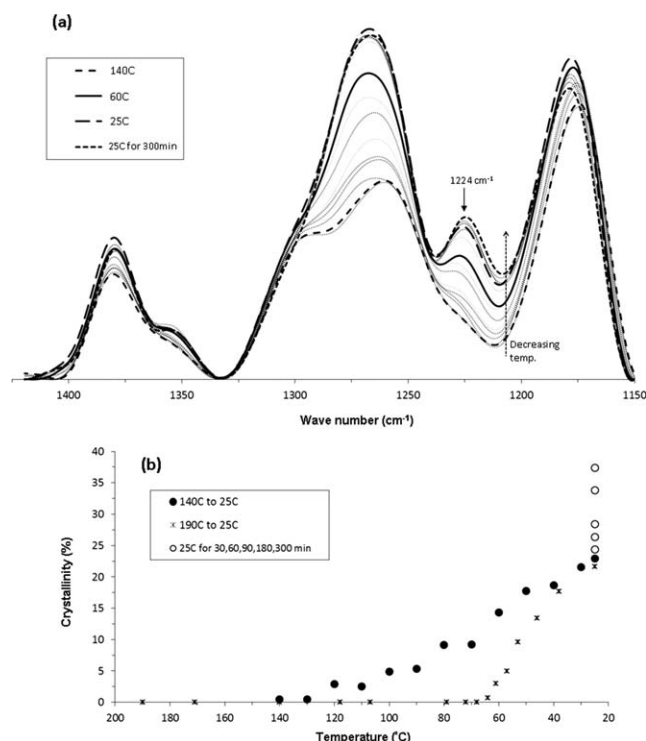 (a)
140C
60C
25C
25C for 300min
1224 cm⁻¹
Decreasing
temp.
1400
1350
1300
1250
1200
1150
Wave number (cm⁻¹)
(b)
140C to 25C
190C to 25C
25C for 30,60,90,180,300 min
Crystallinity (%)
40
35
30
25
20
15
10
5
0
200
180
160
140
120
100
80
60
40
20
Temperature (˚C)